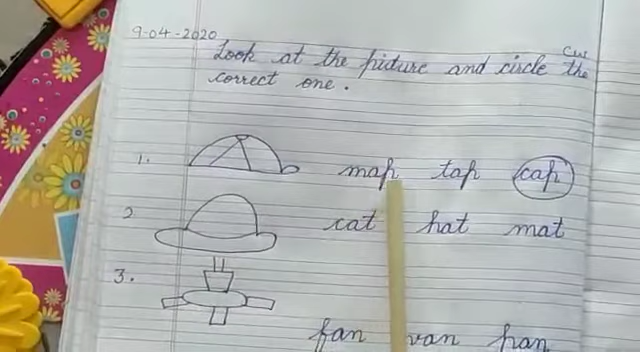 9-04-2020
C.W
Look at the picture and circle the
correct one.
1. map tap cap
2 cat hat mat
3.
fan van pan